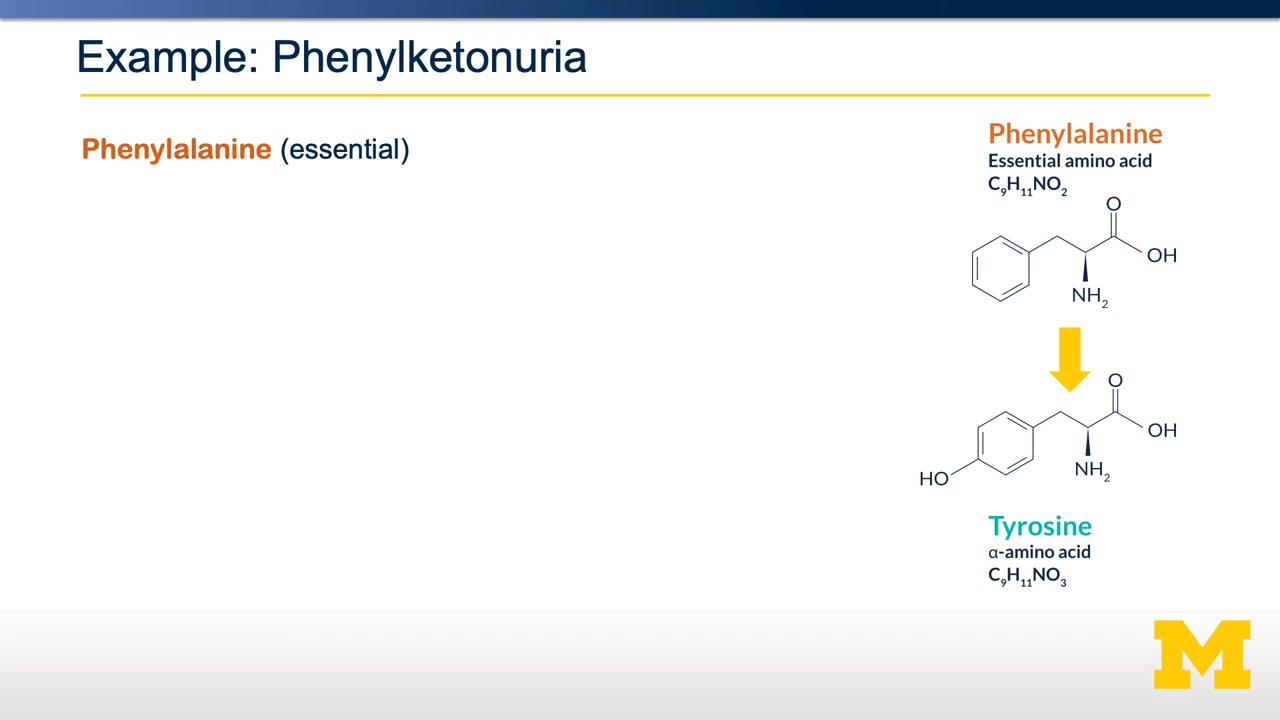 Example: Phenylketonuria
Phenylalanine (essential)
Phenylalanine
Essential amino acid
C₉H₁₁NO₂
O
OH
NH₂
O
OH
NH₂
HO
Tyrosine
α-amino acid
C₉H₁₁NO₃
M